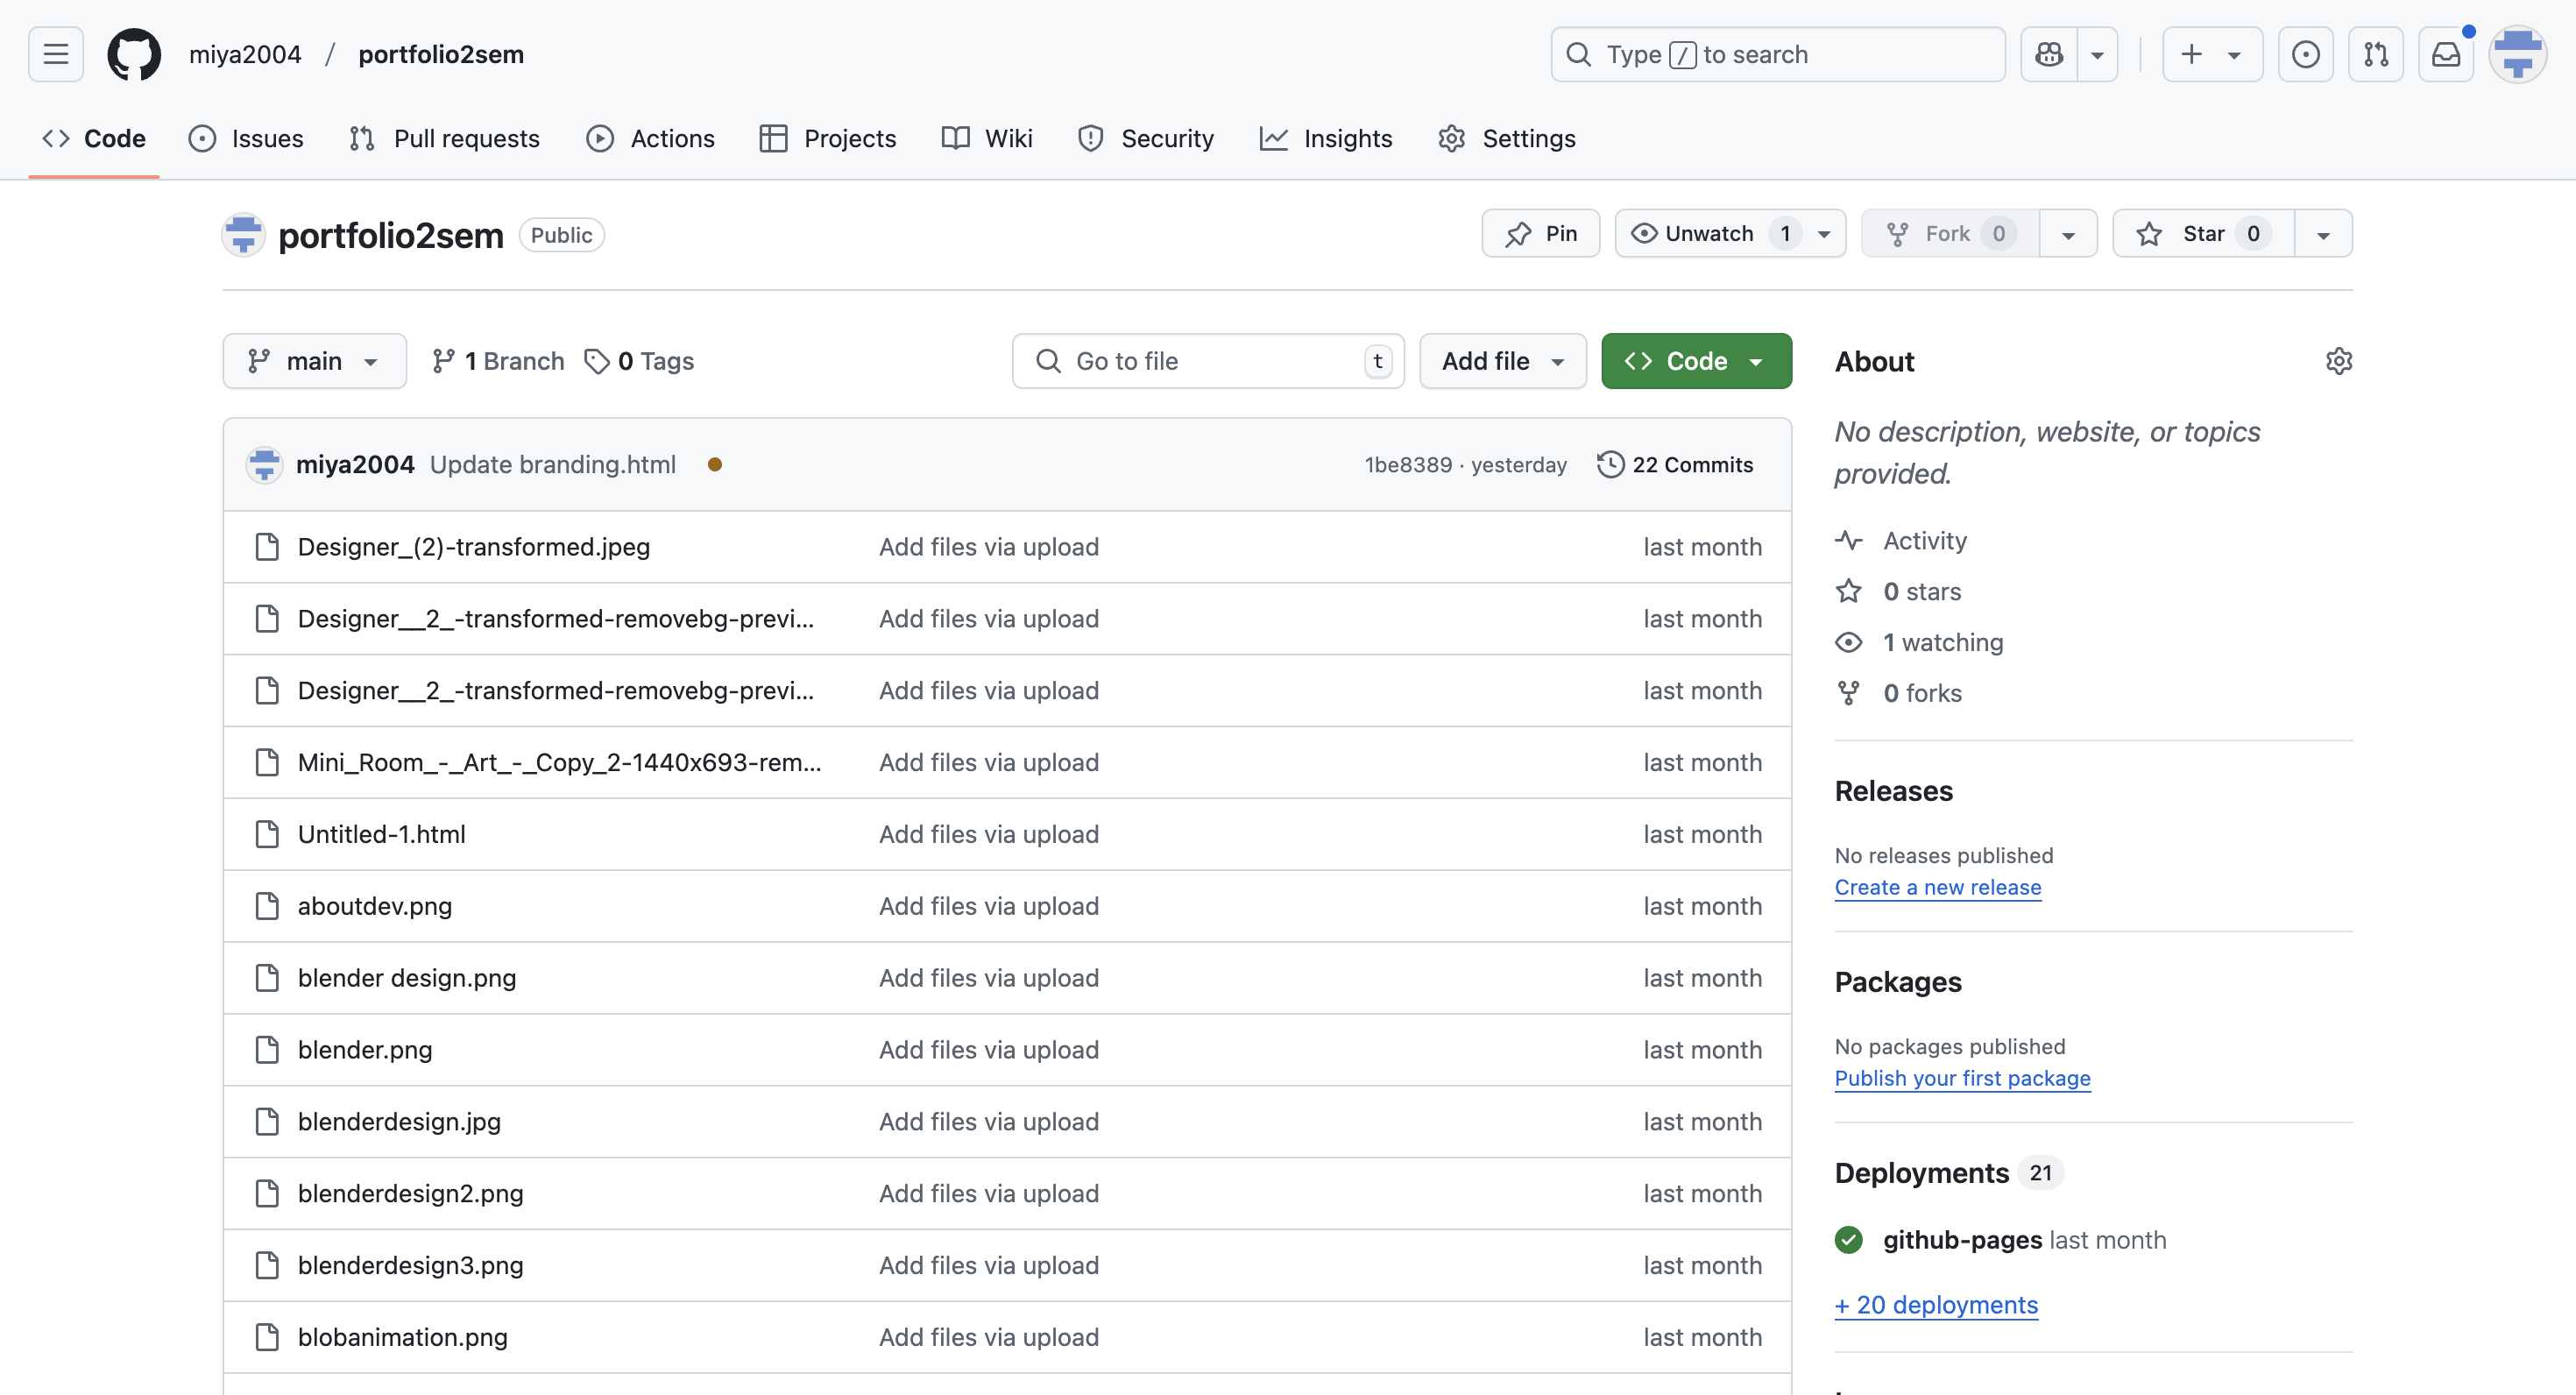 miya2004 / portfolio2sem
Type / to search
Code Issues Pull requests Actions Projects Wiki Security Insights Settings
portfolio2sem Public
Pin Unwatch 1 Fork 0 Star 0
main 1 Branch 0 Tags
Go to file t Add file Code
miya2004 Update branding.html 1be8389 · yesterday 22 Commits
Designer_(2)-transformed.jpeg Add files via upload last month
Designer__2_-transformed-removebg-previ... Add files via upload last month
Designer__2_-transformed-removebg-previ... Add files via upload last month
Mini_Room_-_Art_-_Copy_2-1440x693-rem... Add files via upload last month
Untitled-1.html Add files via upload last month
aboutdev.png Add files via upload last month
blender design.png Add files via upload last month
blender.png Add files via upload last month
blenderdesign.jpg Add files via upload last month
blenderdesign2.png Add files via upload last month
blenderdesign3.png Add files via upload last month
blobanimation.png Add files via upload last month
About
No description, website, or topics
provided.
Activity
0 stars
1 watching
0 forks
Releases
No releases published
Create a new release
Packages
No packages published
Publish your first package
Deployments 21
github-pages last month
+ 20 deployments